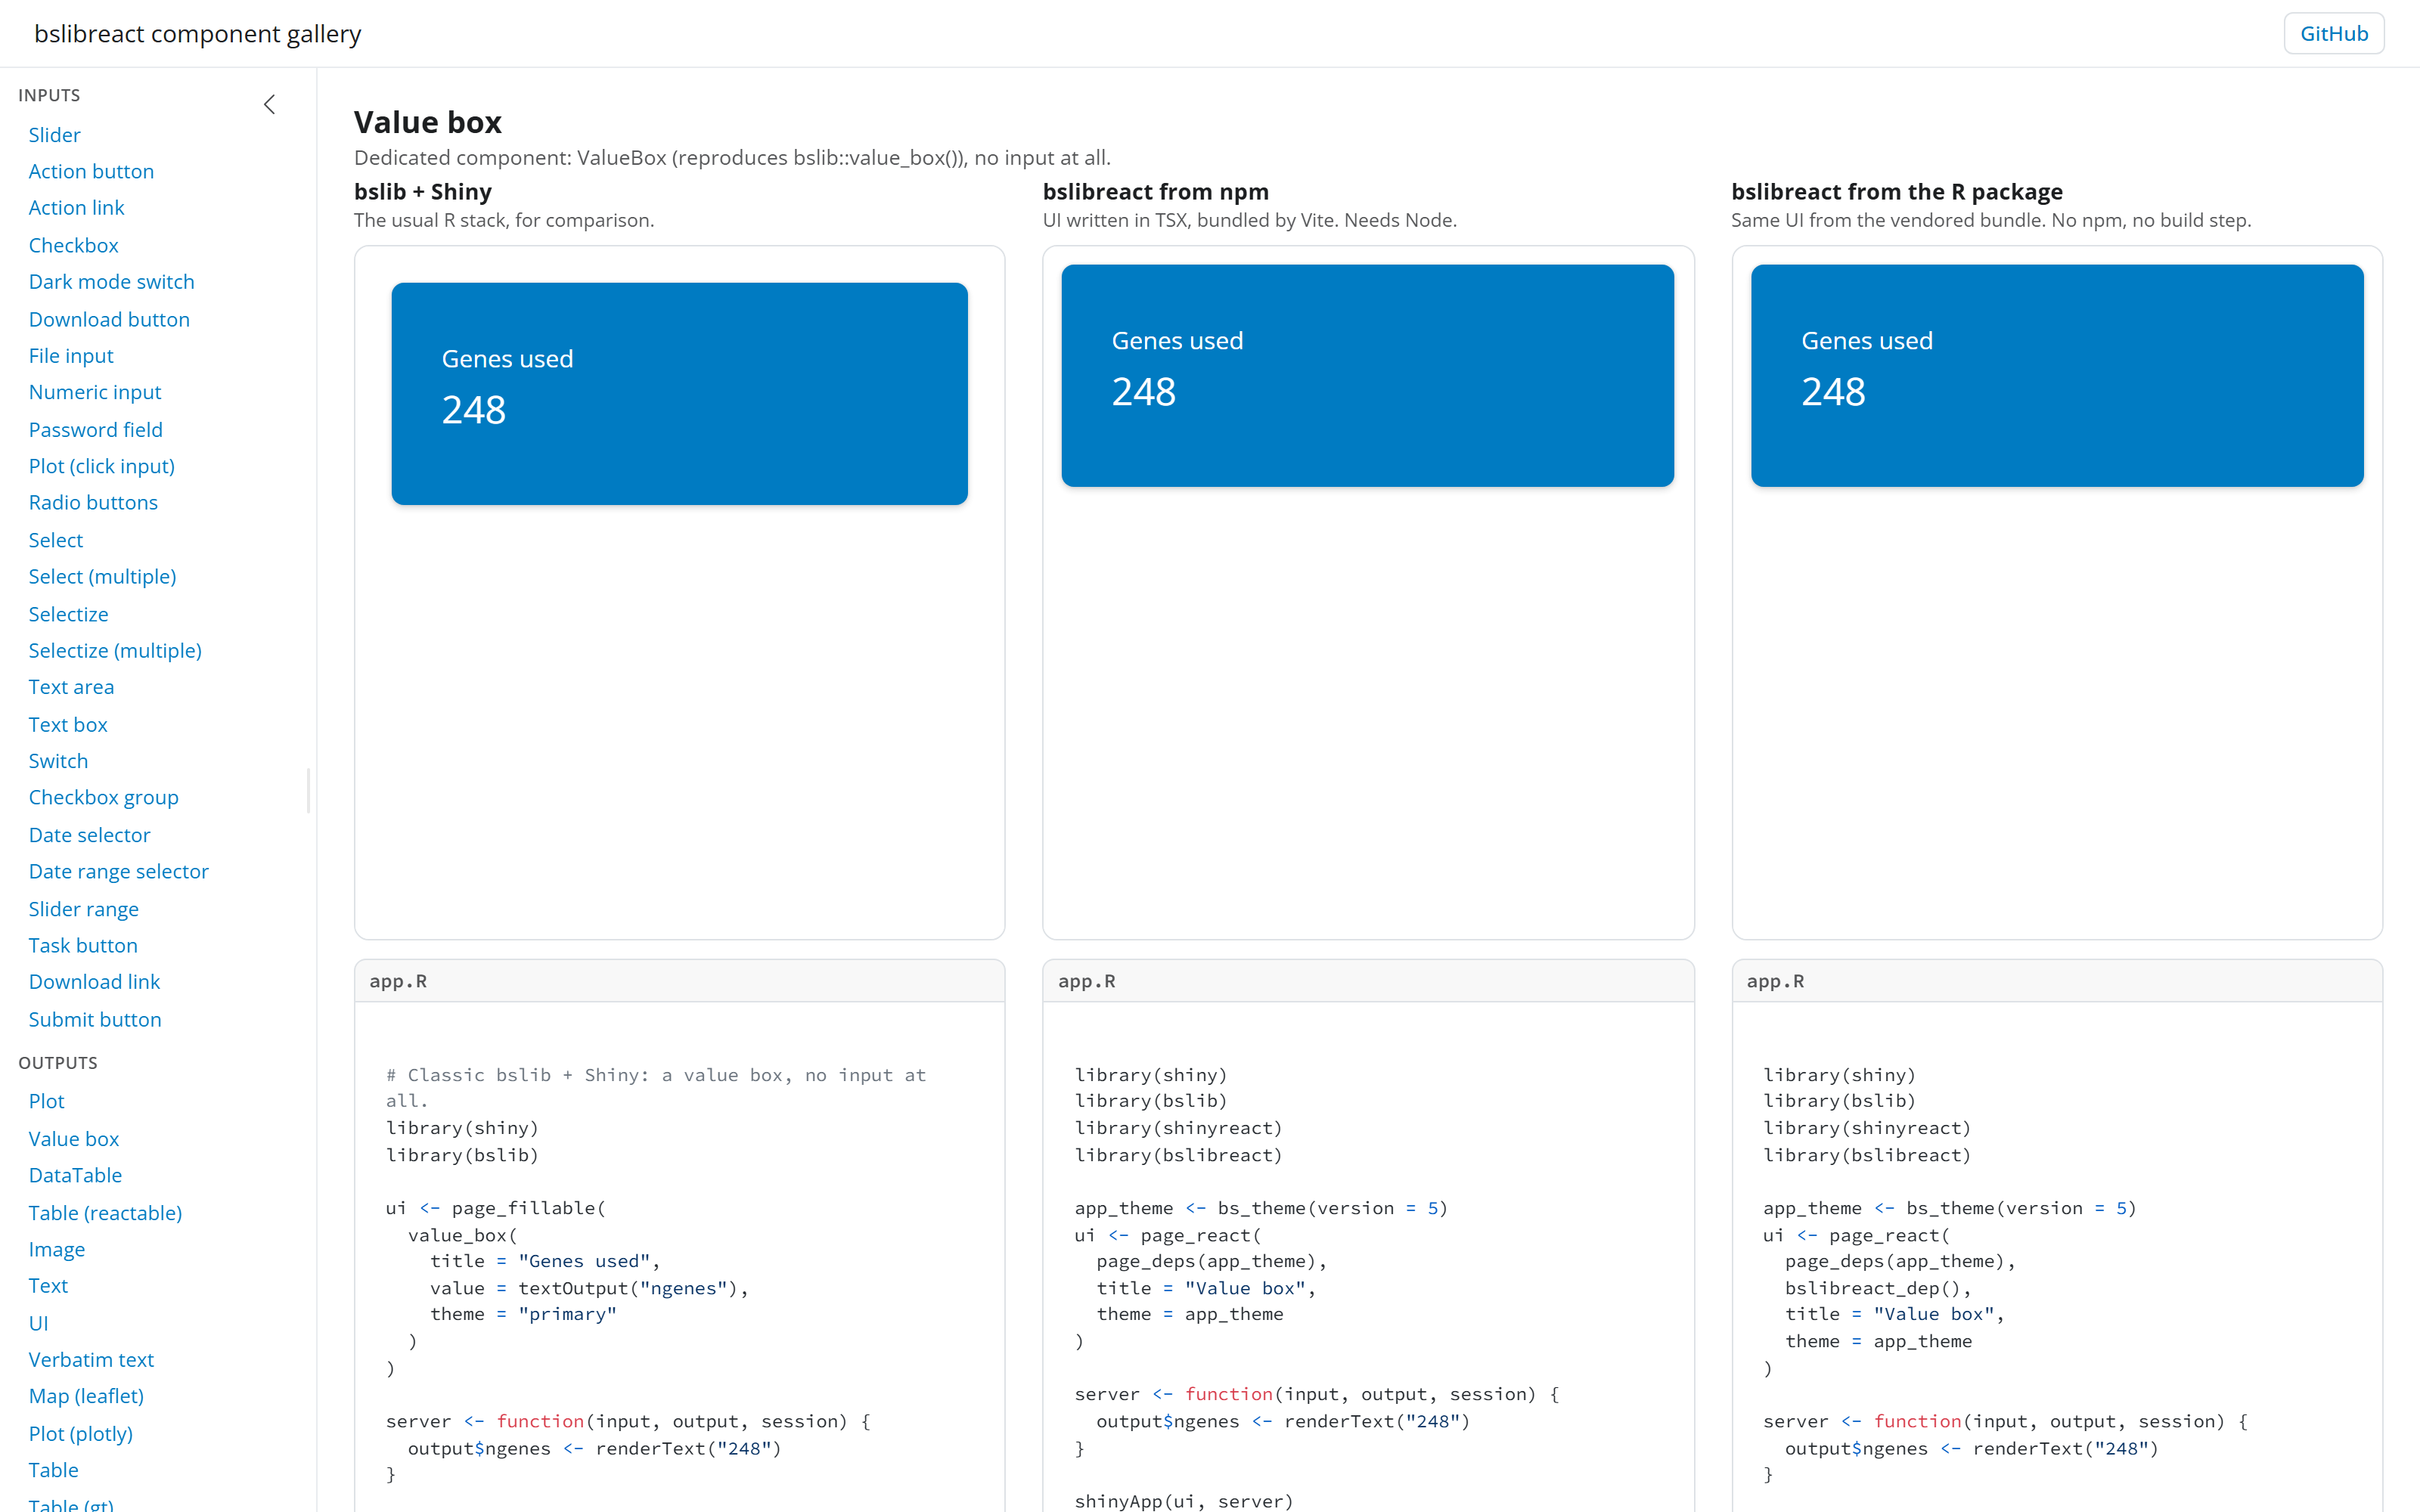 bslibreact component gallery
GitHub
INPUTS
Slider
Action button
Action link
Checkbox
Dark mode switch
Download button
File input
Numeric input
Password field
Plot (click input)
Radio buttons
Select
Select (multiple)
Selectize
Selectize (multiple)
Text area
Text box
Switch
Checkbox group
Date selector
Date range selector
Slider range
Task button
Download link
Submit button
OUTPUTS
Plot
Value box
DataTable
Table (reactable)
Image
Text
UI
Verbatim text
Map (leaflet)
Plot (plotly)
Table
Table (gt)
Value box
Dedicated component: ValueBox (reproduces bslib::value_box()), no input at all.
bslib + Shiny
The usual R stack, for comparison.
Genes used
248
app.R
# Classic bslib + Shiny: a value box, no input at
all.
library(shiny)
library(bslib)
ui <- page_fillable(
  value_box(
    title = "Genes used",
    value = textOutput("ngenes"),
    theme = "primary"
  )
)
server <- function(input, output, session) {
  output$ngenes <- renderText("248")
}
bslibreact from npm
UI written in TSX, bundled by Vite. Needs Node.
Genes used
248
app.R
library(shiny)
library(bslib)
library(shinyreact)
library(bslibreact)
app_theme <- bs_theme(version = 5)
ui <- page_react(
  page_deps(app_theme),
  title = "Value box",
  theme = app_theme
)
server <- function(input, output, session) {
  output$ngenes <- renderText("248")
}
shinyApp(ui, server)
bslibreact from the R package
Same UI from the vendored bundle. No npm, no build step.
Genes used
248
app.R
library(shiny)
library(bslib)
library(shinyreact)
library(bslibreact)
app_theme <- bs_theme(version = 5)
ui <- page_react(
  page_deps(app_theme),
  bslibreact_dep(),
  title = "Value box",
  theme = app_theme
)
server <- function(input, output, session) {
  output$ngenes <- renderText("248")
}